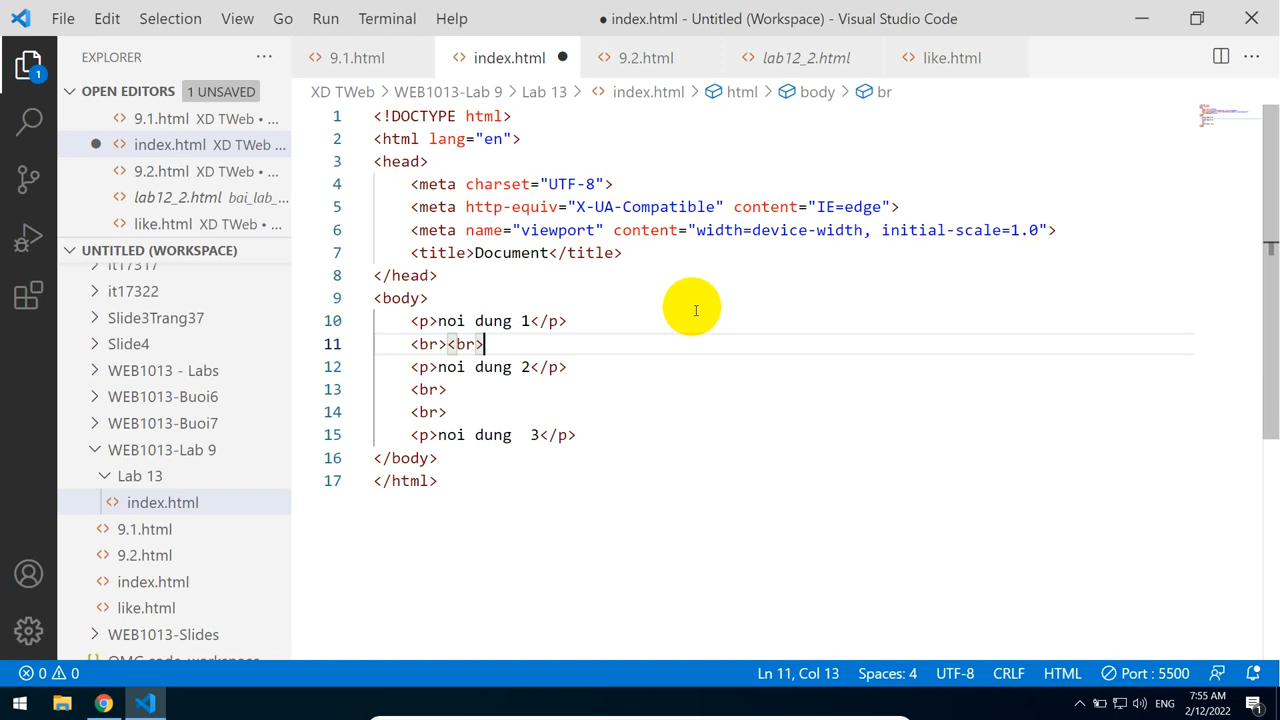 File Edit Selection View Go Run Terminal Help ● index.html - Untitled (Workspace) - Visual Studio Code
EXPLORER ··· <> 9.1.html <> index.html ● <> 9.2.html <> lab12_2.html <> like.html ···
1
OPEN EDITORS 1 UNSAVED
XD TWeb > WEB1013-Lab 9 > Lab 13 > <> index.html > html > body > br
<> 9.1.html XD TWeb • ...
● <> index.html XD TWeb ...
<> 9.2.html XD TWeb • ...
<> lab12_2.html bai_lab_...
<> like.html XD TWeb • ...
UNTITLED (WORKSPACE)
it17317
> it17322
> Slide3Trang37
> Slide4
> WEB1013 - Labs
> WEB1013-Buoi6
> WEB1013-Buoi7
WEB1013-Lab 9
Lab 13
<> index.html
<> 9.1.html
<> 9.2.html
<> index.html
<> like.html
> WEB1013-Slides
OMG.code-workspace
1 <!DOCTYPE html>
2 <html lang="en">
3 <head>
4 <meta charset="UTF-8">
5 <meta http-equiv="X-UA-Compatible" content="IE=edge">
6 <meta name="viewport" content="width=device-width, initial-scale=1.0">
7 <title>Document</title>
8 </head>
9 <body>
10 <p>noi dung 1</p>
11 <br><br>
12 <p>noi dung 2</p>
13 <br>
14 <br>
15 <p>noi dung  3</p>
16 </body>
17 </html>
0 0 Ln 11, Col 13 Spaces: 4 UTF-8 CRLF HTML Port : 5500
ENG 7:55 AM
2/12/2022 1